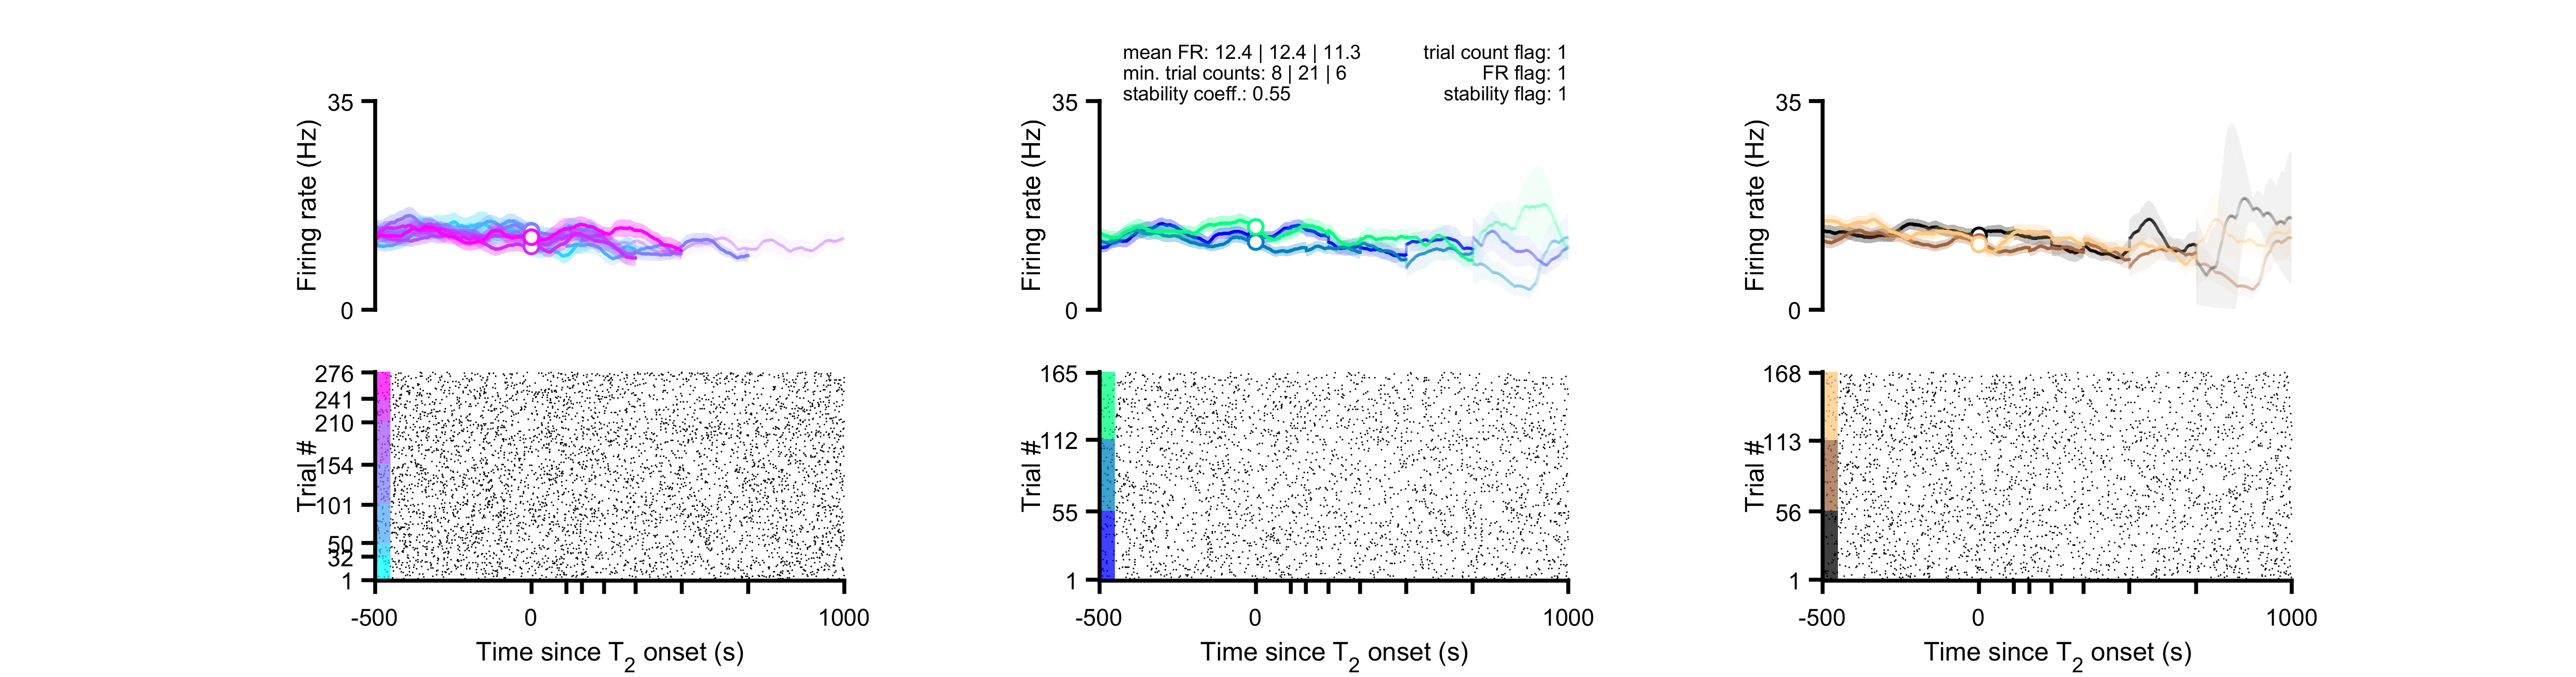 mean FR: 12.4 | 12.4 | 11.3
min. trial counts: 8 | 21 | 6
stability coeff.: 0.55
trial count flag: 1
FR flag: 1
stability flag: 1
35
Firing rate (Hz)
0
276
241
210
154
101
50
32
1
Trial #
-500
0
1000
Time since T2 onset (s)
35
Firing rate (Hz)
0
165
112
55
1
Trial #
-500
0
1000
Time since T2 onset (s)
35
Firing rate (Hz)
0
168
113
56
1
Trial #
-500
0
1000
Time since T2 onset (s)